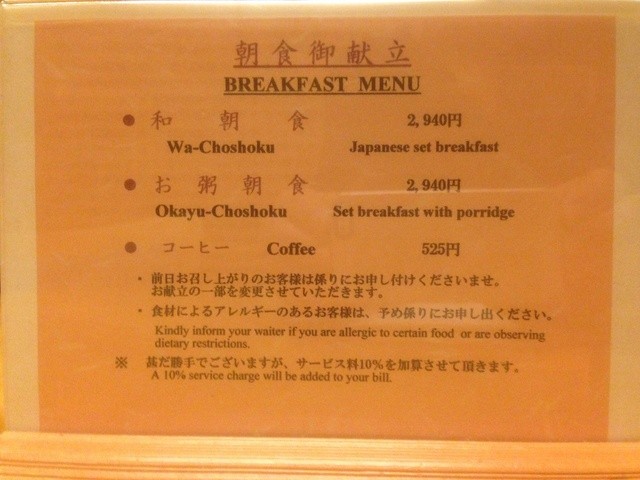 朝食御献立
BREAKFAST MENU
● 和 朝 食 2,940円
Wa-Choshoku Japanese set breakfast
● お 粥 朝 食 2,940円
Okayu-Choshoku Set breakfast with porridge
● コーヒー Coffee 525円
・前日お召し上がりのお客様は係りにお申し付けくださいませ。
お献立の一部を変更させていただきます。
・食材によるアレルギーのあるお客様は、予め係りにお申し出ください。
Kindly inform your waiter if you are allergic to certain food or are observing
dietary restrictions.
※ 甚だ勝手でございますが、サービス料10%を加算させて頂きます。
A 10% service charge will be added to your bill.